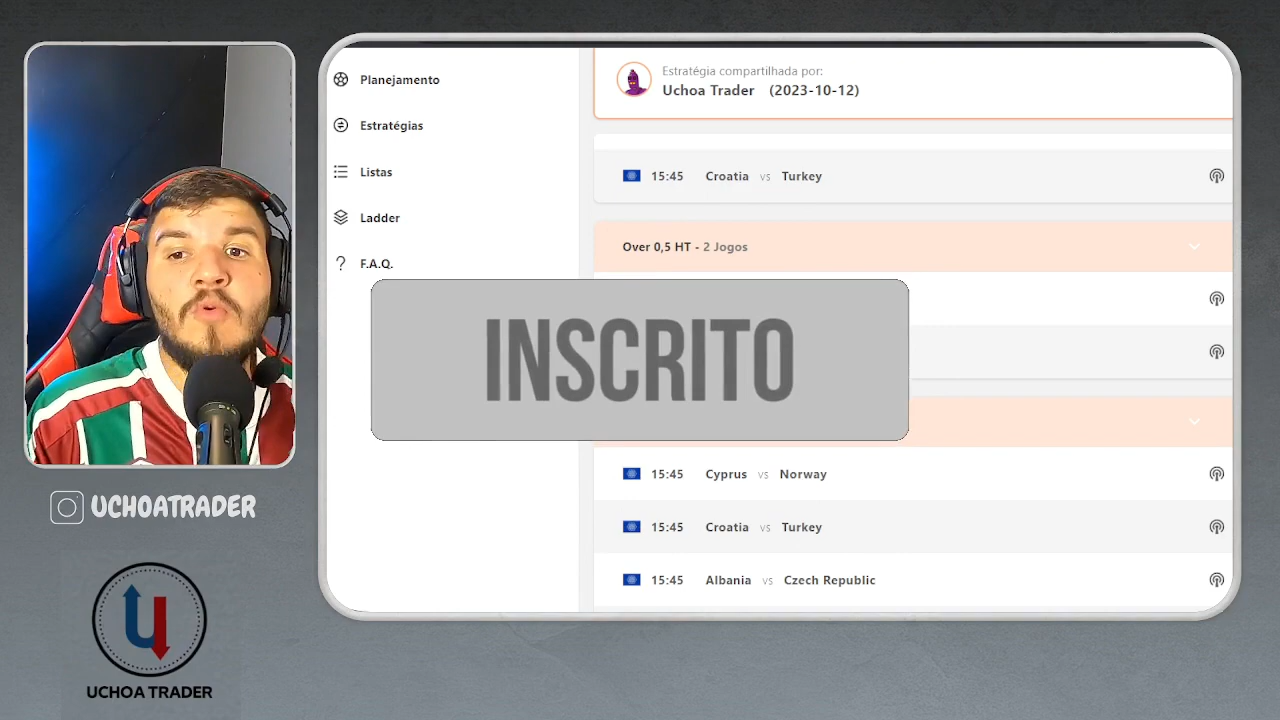 Planejamento
Estratégias
Listas
Ladder
? F.A.Q.
Estratégia compartilhada por:
Uchoa Trader (2023-10-12)
15:45 Croatia vs Turkey
Over 0,5 HT - 2 Jogos
INSCRITO
15:45 Cyprus vs Norway
15:45 Croatia vs Turkey
15:45 Albania vs Czech Republic
UCHOATRADER
U
UCHOA TRADER